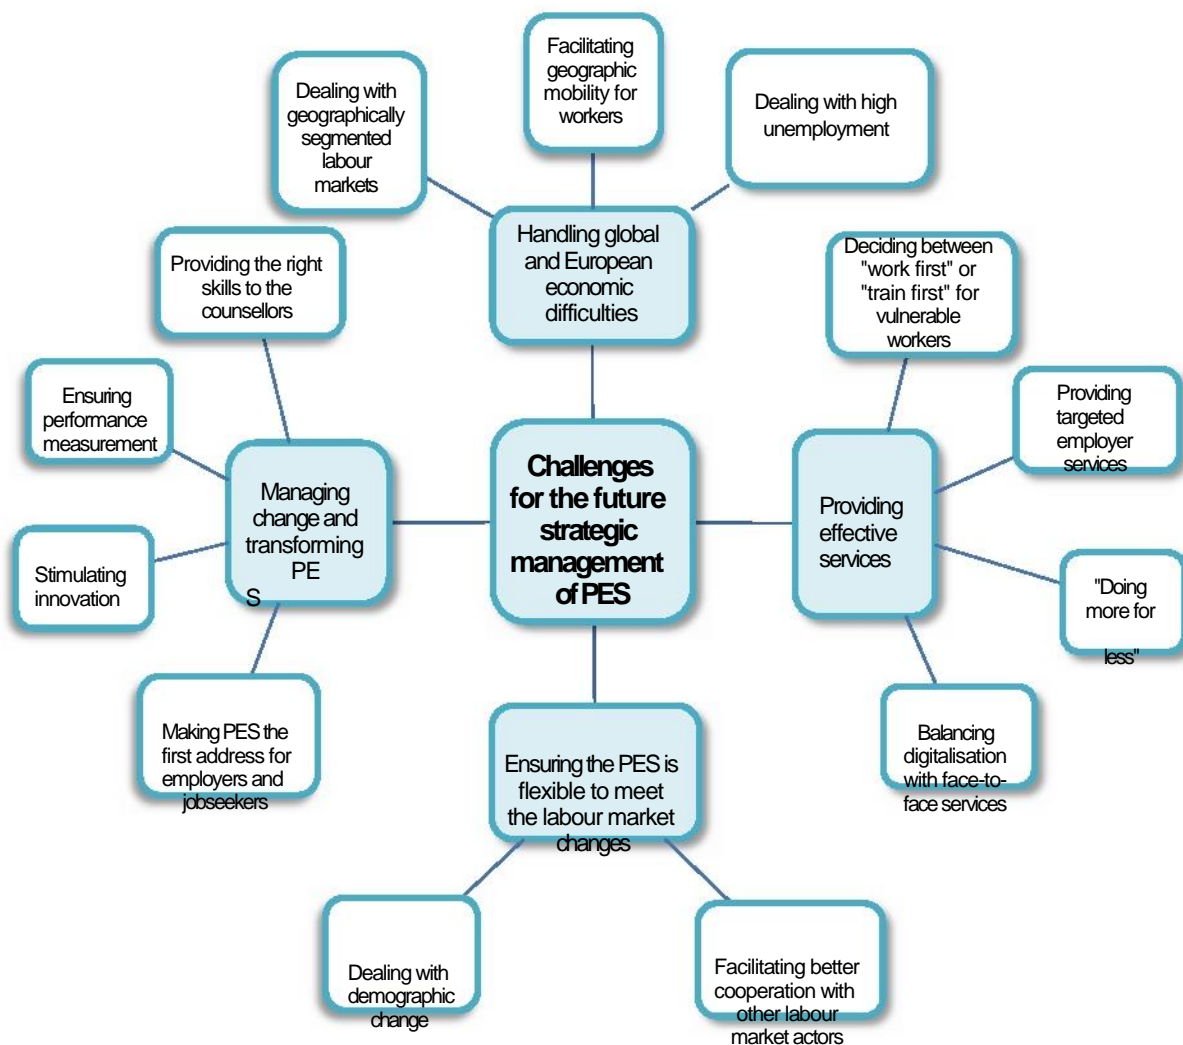 Facilitating
geographic
mobility for
workers
Dealing with
geographically
segmented
labour
markets
Dealing with high
unemployment
Handling global
and European
economic
difficulties
Providing the right
skills to the
counsellors
Deciding between
"work first" or
"train first" for
vulnerable
workers
Ensuring
performance
measurement
Providing
targeted
employer
services
Managing
change and
transforming
PE
S
Challenges
for the future
strategic
management
of PES
Providing
effective
services
Stimulating
innovation
"Doing
more for
less"
Making PES the
first address for
employers and
jobseekers
Ensuring the PES is
flexible to meet
the labour market
changes
Balancing
digitalisation
with face-to-
face services
Dealing with
demographic
change
Facilitating better
cooperation with
other labour
market actors